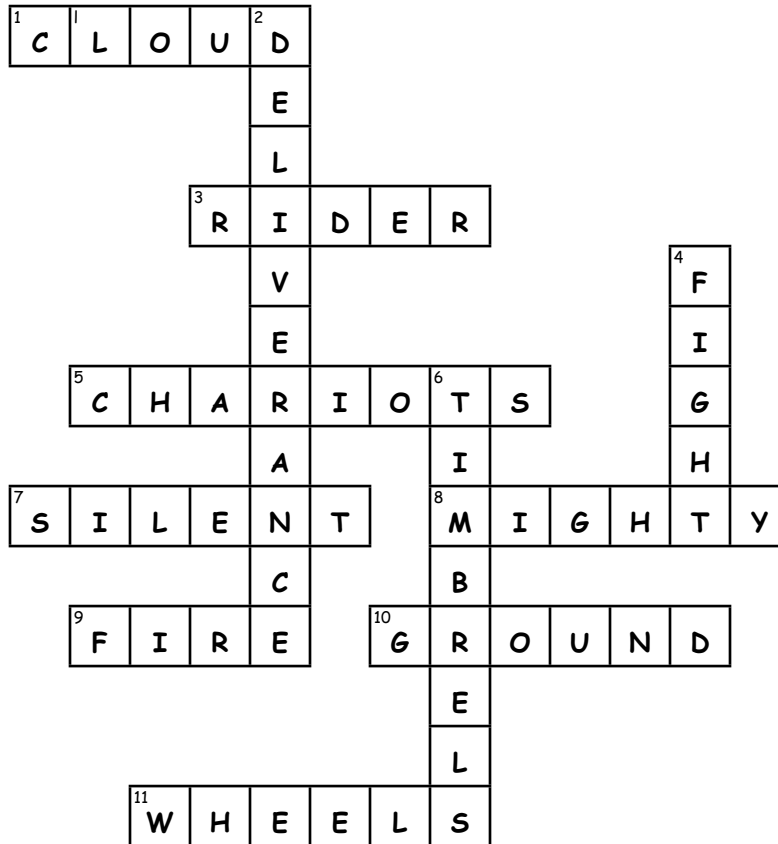 1 C l L O U 2 D
E
L
3 R I D E R
V 4 F
E I
5 C H A R I O 6 T S G
A I H
7 S I L E N T 8 M I G H T Y
C B
9 F I R E 10 G R O U N D
E
L
11 W H E E L S